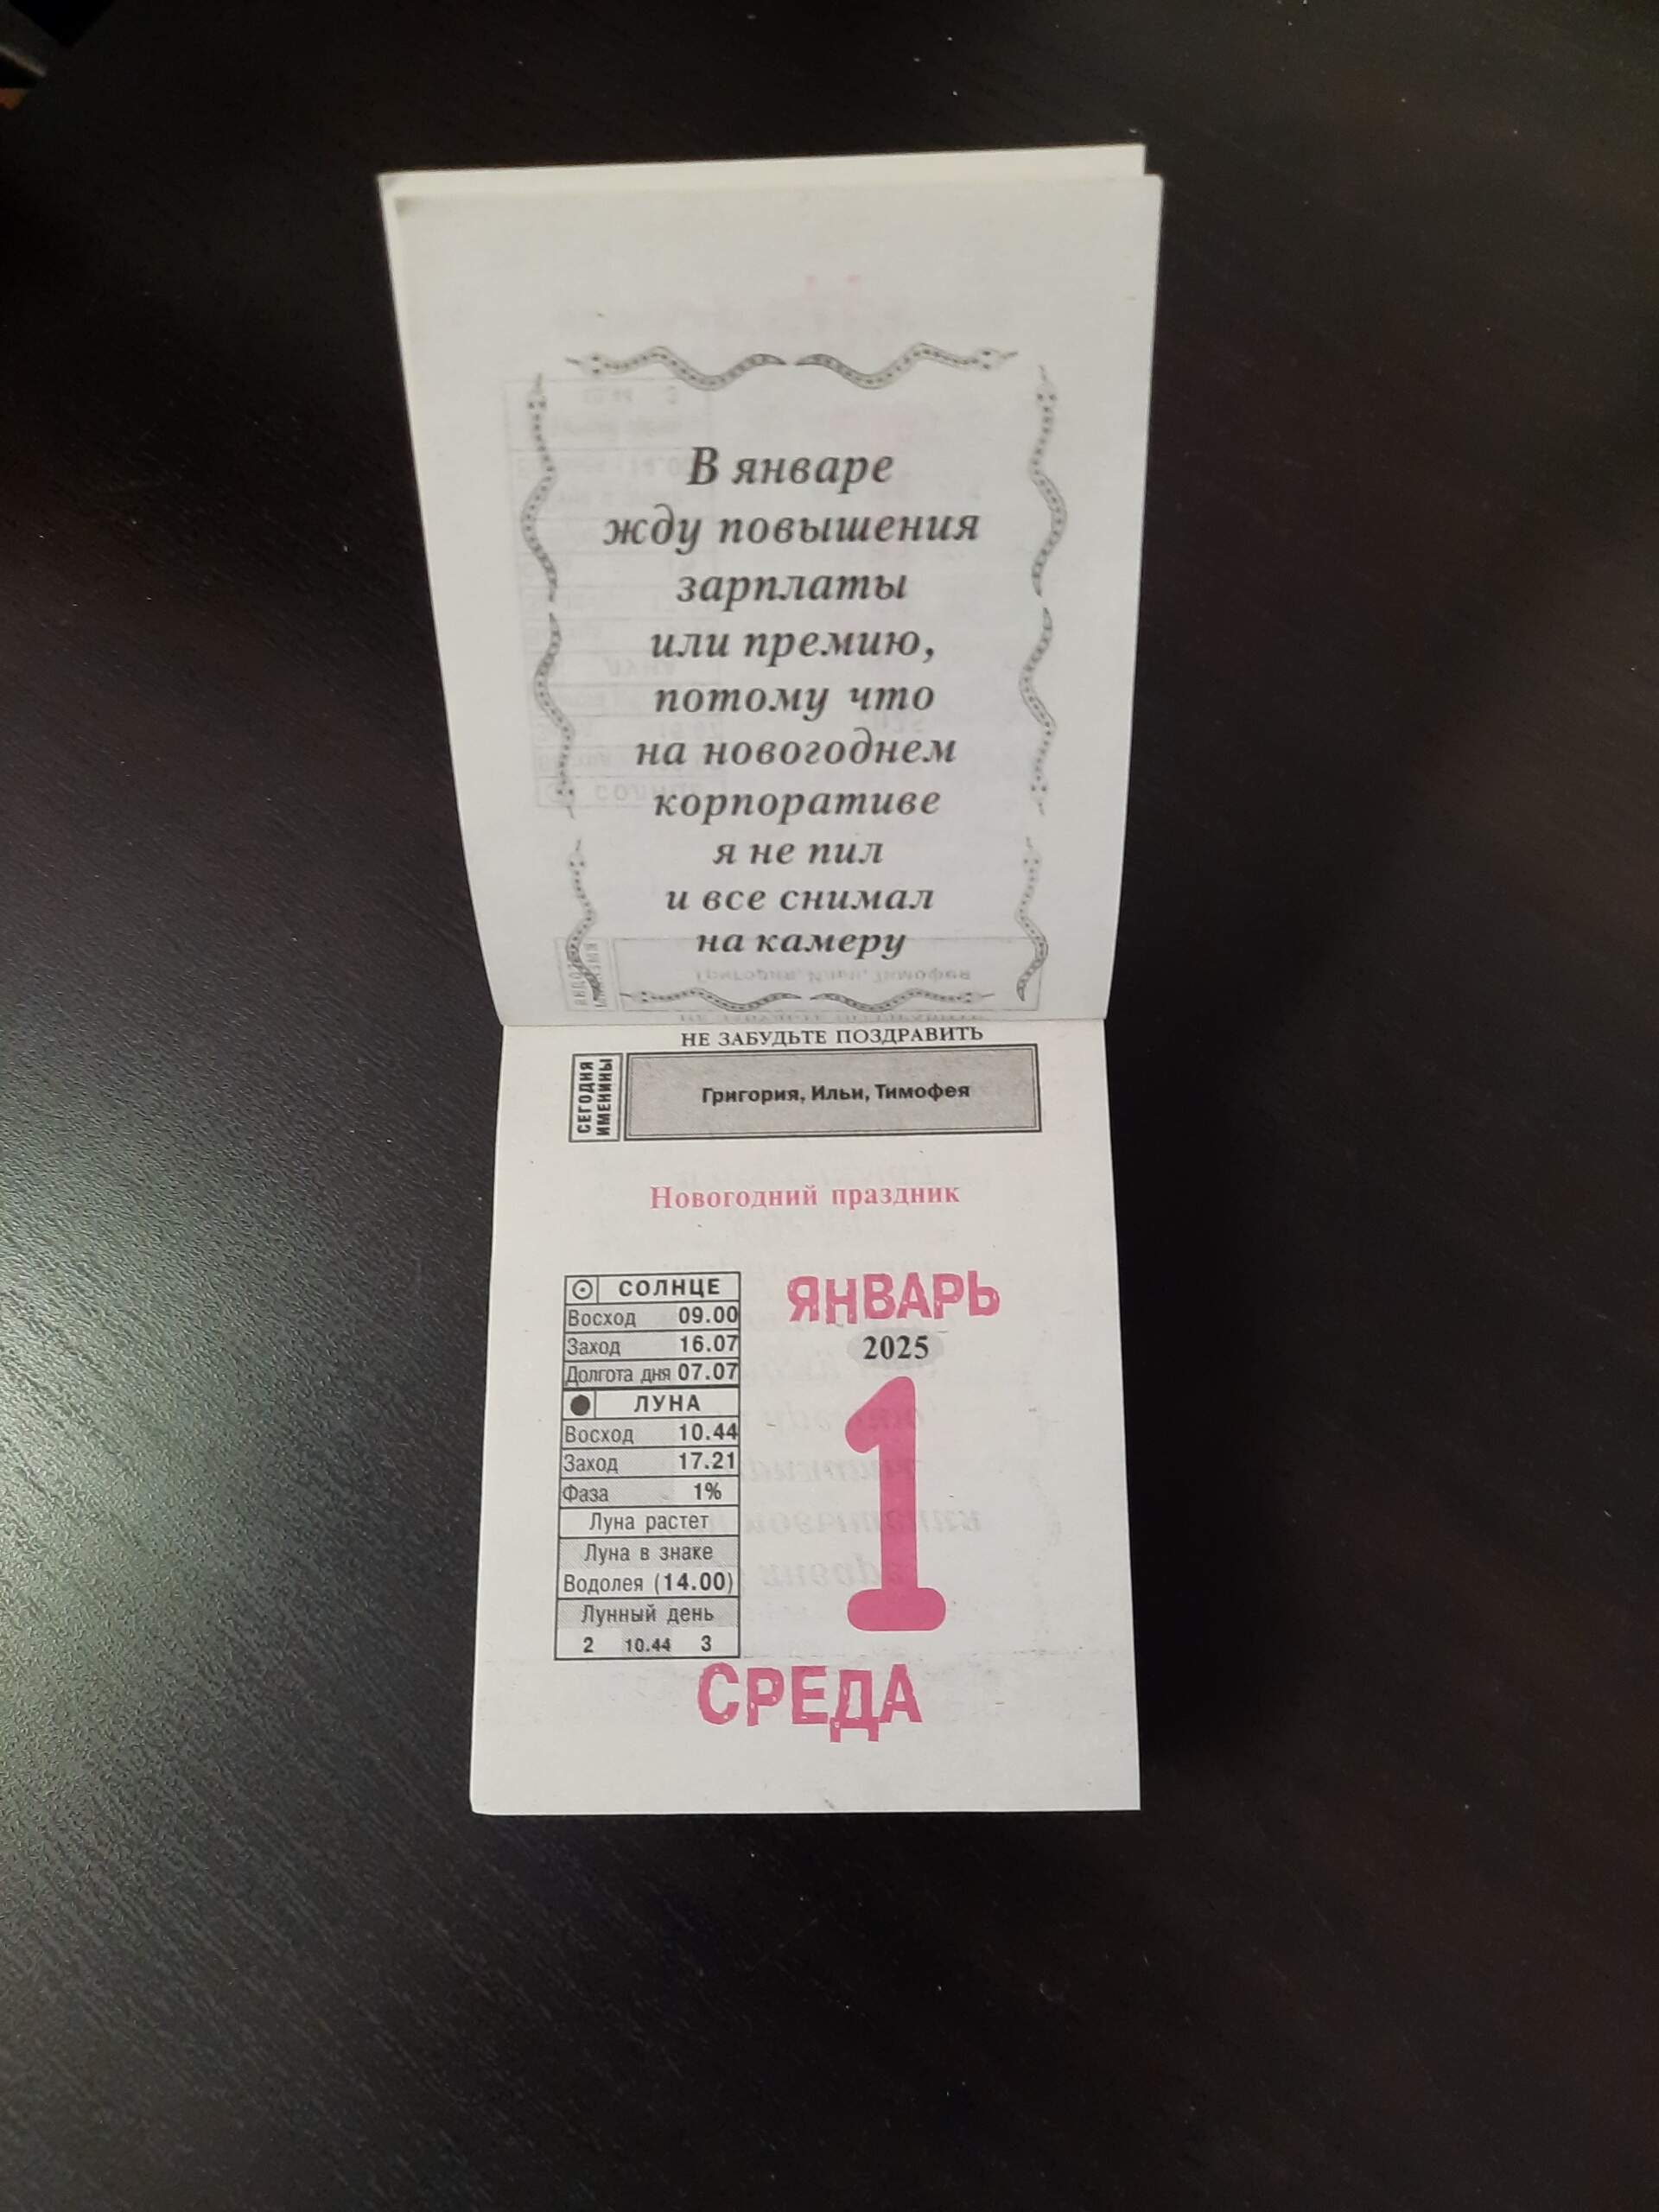 В январе
жду повышения
зарплаты
или премию,
потому что
на новогоднем
корпоративе
я не пил
и все снимал
на камеру
НЕ ЗАБУДЬТЕ ПОЗДРАВИТЬ
СЕГОДНЯ
ИМЕНИНЫ
Григория, Ильи, Тимофея
Новогодний праздник
СОЛНЦЕ
Восход 09.00
Заход 16.07
Долгота дня 07.07
ЛУНА
Восход 10.44
Заход 17.21
Фаза 1%
Луна растет
Луна в знаке
Водолея (14.00)
Лунный день
2 10.44 3
ЯНВАРЬ
2025
1
СРЕДА